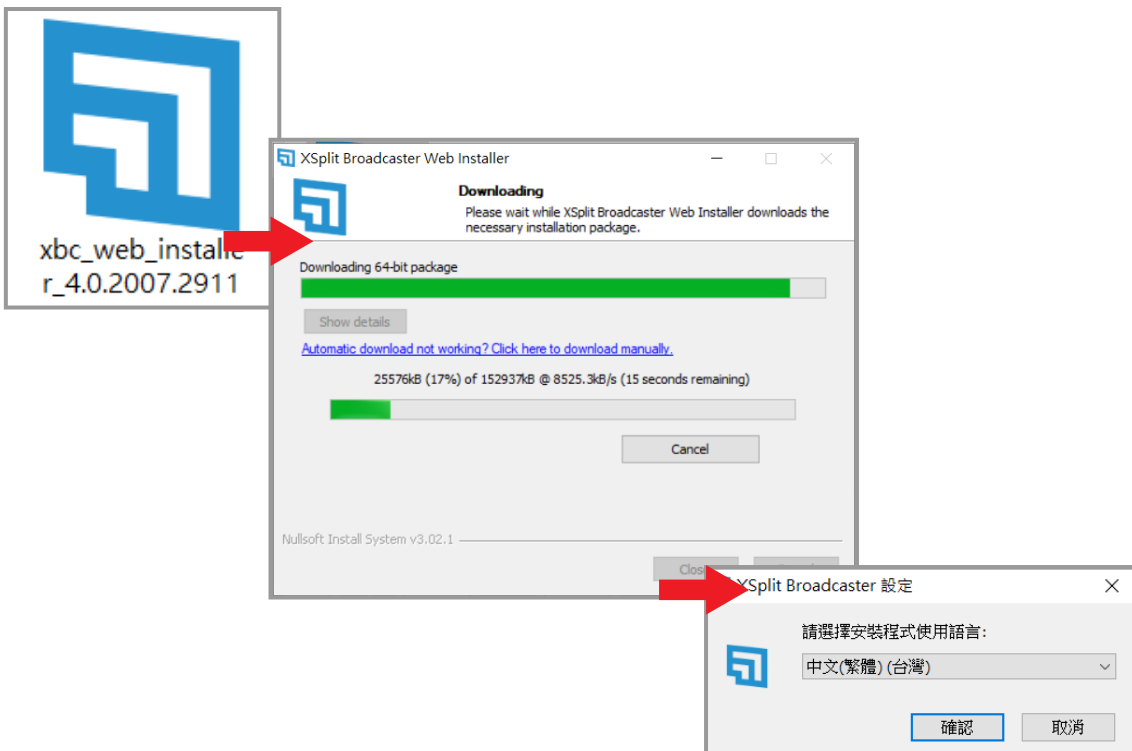 xbc_web_installe
r_4.0.2007.2911
XSplit Broadcaster Web Installer
Downloading
Please wait while XSplit Broadcaster Web Installer downloads the
necessary installation package.
Downloading 64-bit package
Show details
Automatic download not working? Click here to download manually.
25576kB (17%) of 152937kB @ 8525.3kB/s (15 seconds remaining)
Cancel
Nullsoft Install System v3.02.1
XSplit Broadcaster 設定
請選擇安裝程式使用語言:
中文(繁體) (台灣)
確認
取消